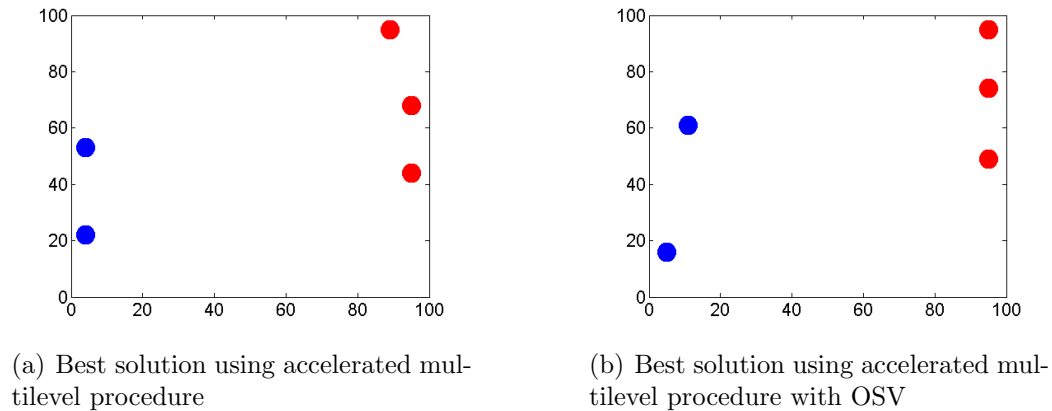 100
80
60
40
20
0
0 20 40 60 80 100
(a) Best solution using accelerated mul-
tilevel procedure
100
80
60
40
20
0
0 20 40 60 80 100
(b) Best solution using accelerated mul-
tilevel procedure with OSV